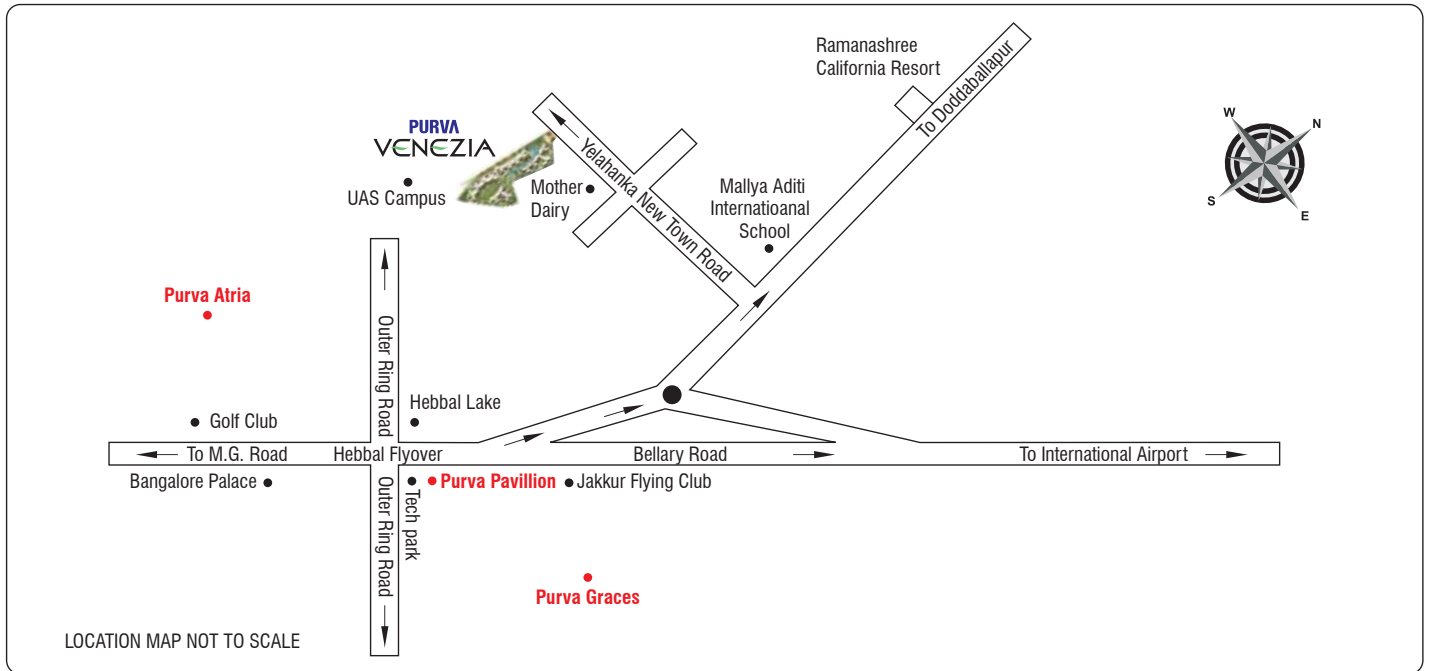 Ramanashree
California Resort
To Doddaballapur
W
N
S
E
PURVA
VENEZIA
UAS Campus
Mother
Dairy
Yelahanka New Town Road
Mallya Aditi
Internatioanal
School
Purva Atria
Outer Ring Road
Hebbal Lake
Golf Club
To M.G. Road
Hebbal Flyover
Bellary Road
To International Airport
Bangalore Palace
Outer Ring Road
Tech park
Purva Pavillion
Jakkur Flying Club
Purva Graces
LOCATION MAP NOT TO SCALE